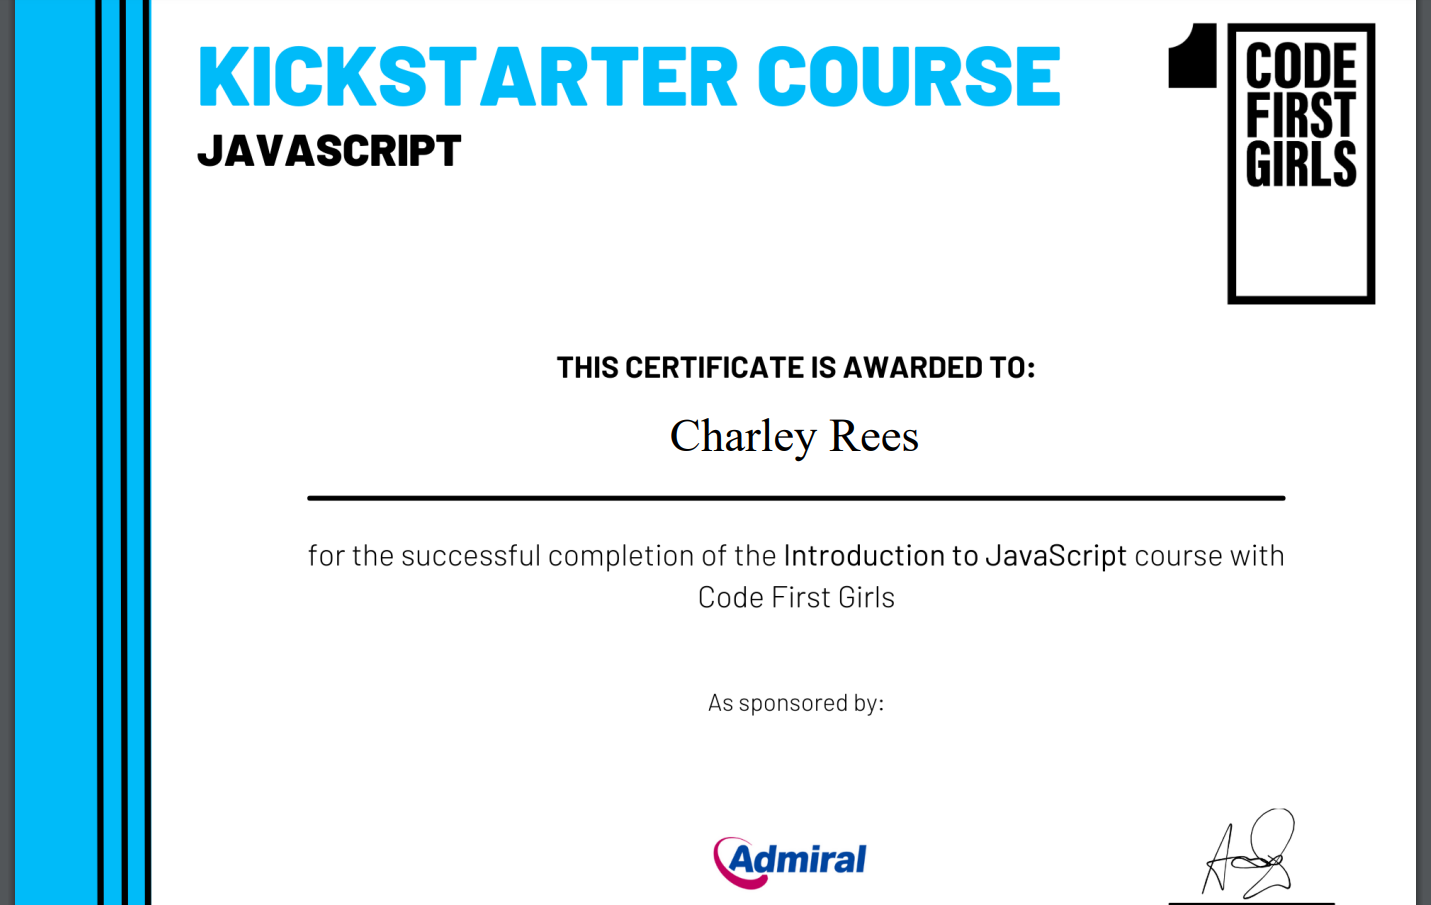 KICKSTARTER COURSE
JAVASCRIPT
CODE
FIRST
GIRLS
THIS CERTIFICATE IS AWARDED TO:
Charley Rees
for the successful completion of the Introduction to JavaScript course with
Code First Girls
As sponsored by:
Admiral